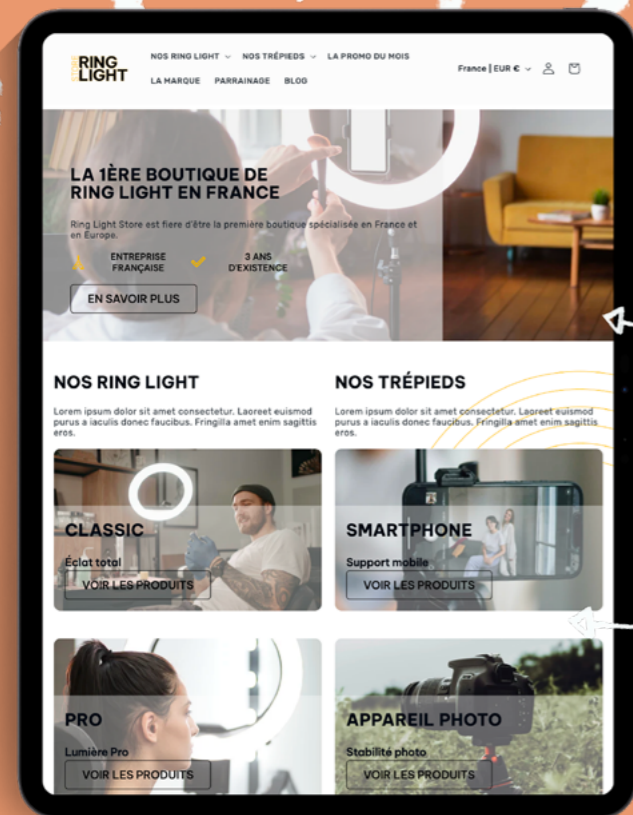 STORE
RING
LIGHT
NOS RING LIGHT NOS TRÉPIEDS LA PROMO DU MOIS
LA MARQUE PARRAINAGE BLOG
France | EUR €
LA 1ÈRE BOUTIQUE DE
RING LIGHT EN FRANCE
Ring Light Store est fiere d'être la première boutique spécialisée en France et
en Europe.
ENTREPRISE
FRANÇAISE
3 ANS
D'EXISTENCE
EN SAVOIR PLUS
NOS RING LIGHT
Lorem ipsum dolor sit amet consectetur. Laoreet euismod
purus a iaculis donec faucibus. Fringilla amet enim sagittis
eros.
NOS TRÉPIEDS
Lorem ipsum dolor sit amet consectetur. Laoreet euismod
purus a iaculis donec faucibus. Fringilla amet enim sagittis
eros.
CLASSIC
Éclat total
VOIR LES PRODUITS
SMARTPHONE
Support mobile
VOIR LES PRODUITS
PRO
Lumière Pro
VOIR LES PRODUITS
APPAREIL PHOTO
Stabilité photo
VOIR LES PRODUITS